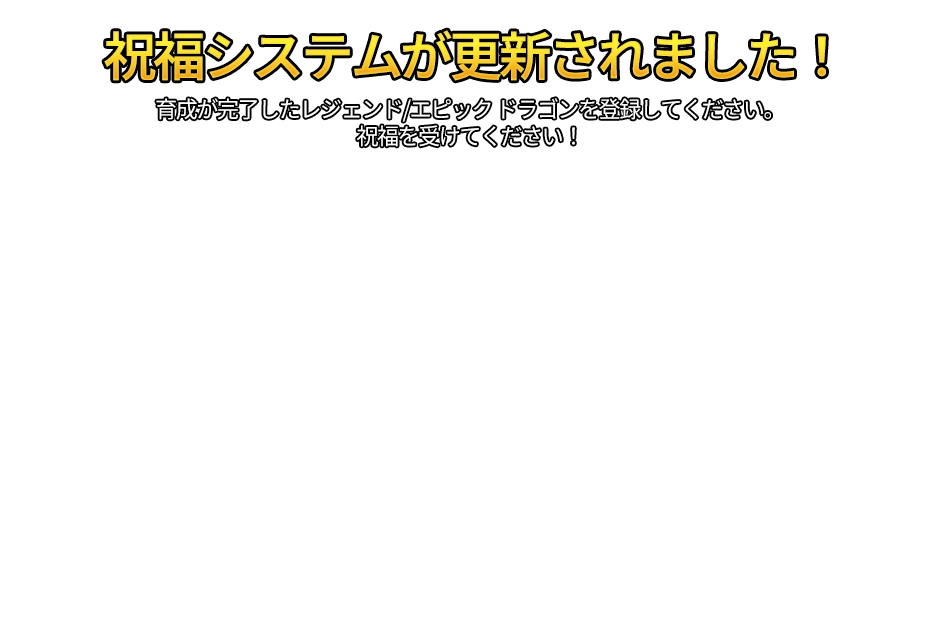 祝福システムが更新されました！
育成が完了したレジェンド/エピック ドラゴンを登録してください。
祝福を受けてください！